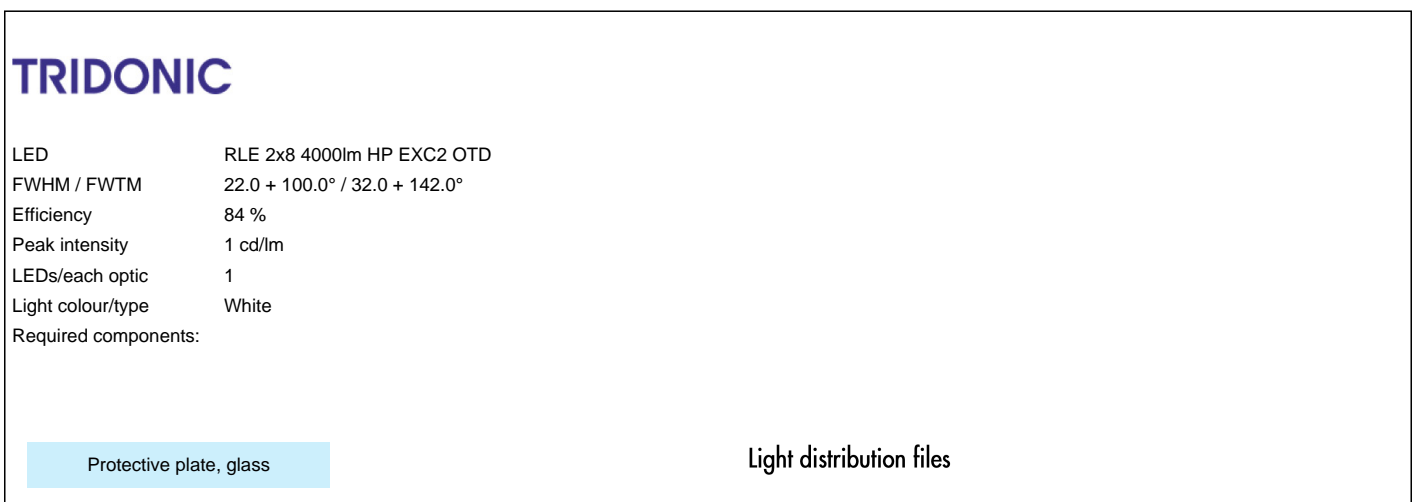 TRIDONIC
LED RLE 2x8 4000lm HP EXC2 OTD
FWHM / FWTM 22.0 + 100.0° / 32.0 + 142.0°
Efficiency 84 %
Peak intensity 1 cd/lm
LEDs/each optic 1
Light colour/type White
Required components:
Protective plate, glass
Light distribution files